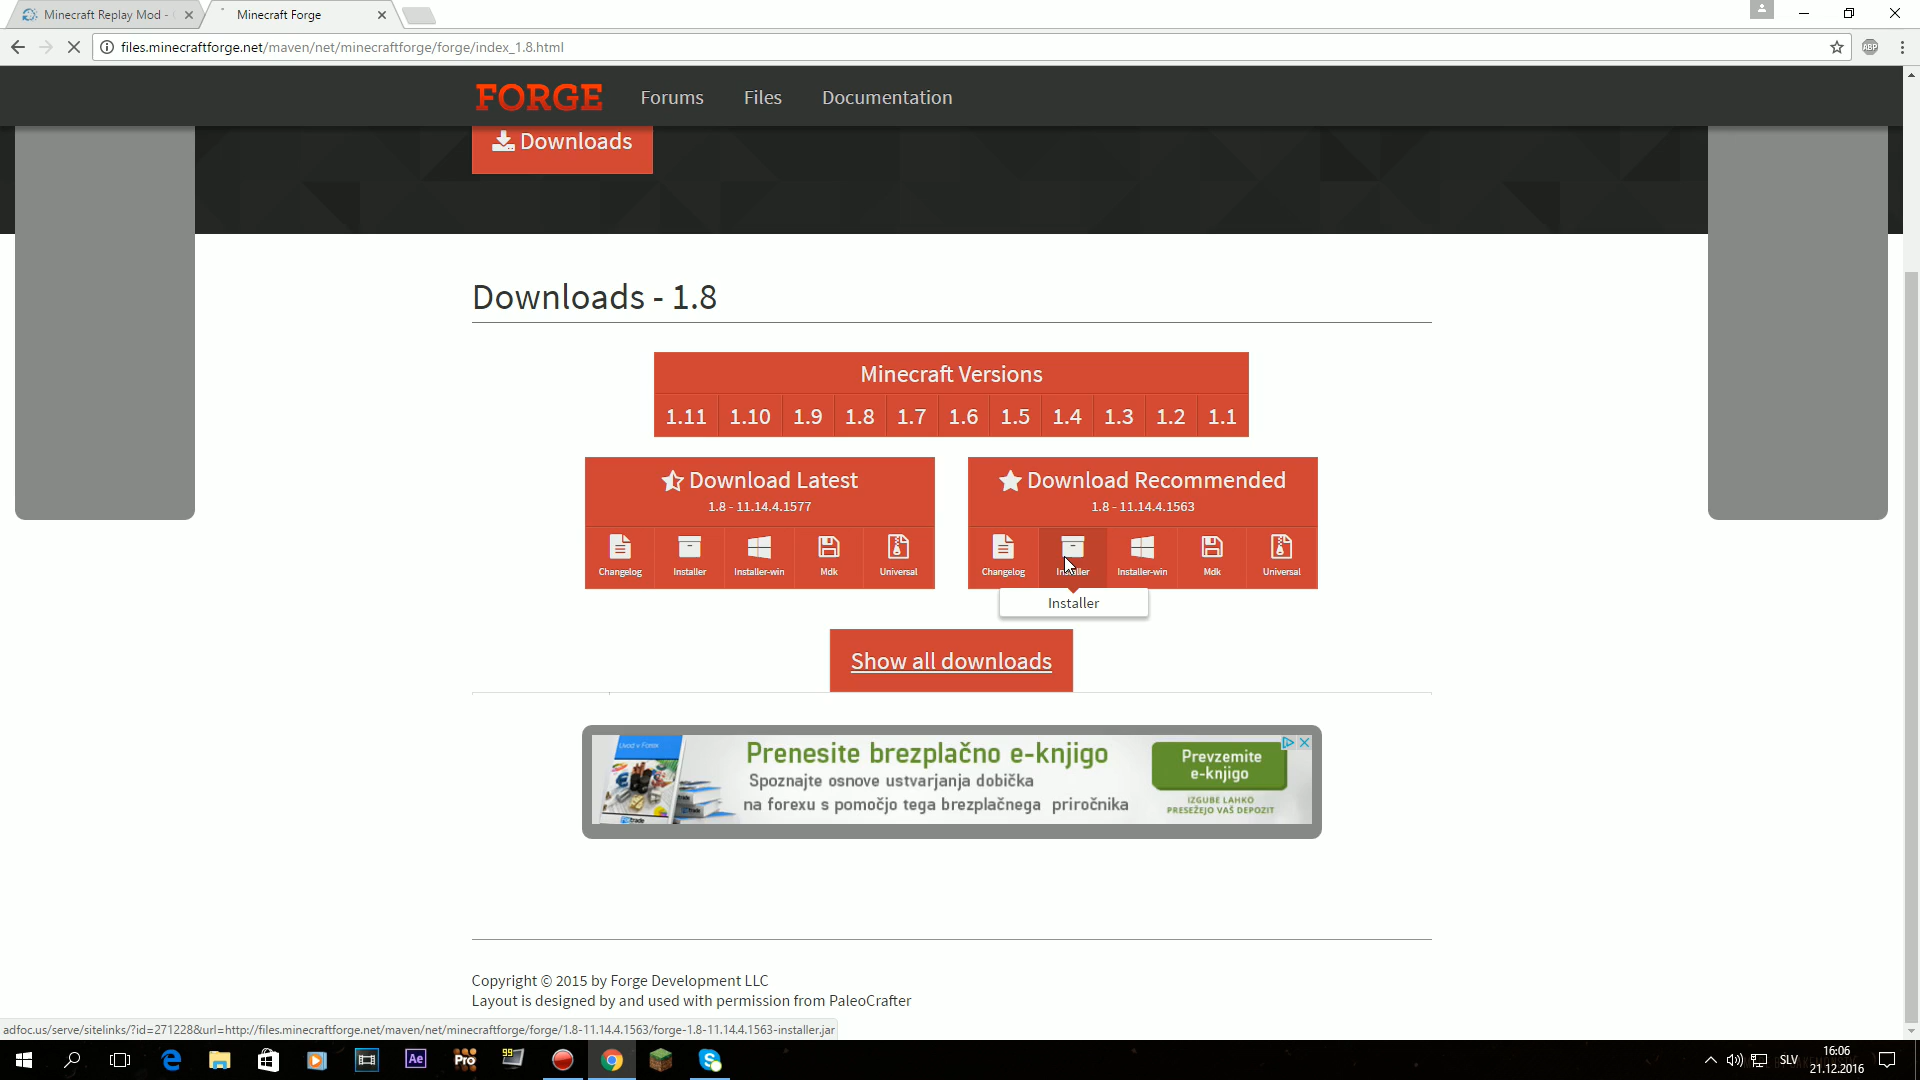 Minecraft Replay Mod -
Minecraft Forge
files.minecraftforge.net/maven/net/minecraftforge/forge/index_1.8.html
ABP
FORGE
Forums
Files
Documentation
Downloads
Downloads - 1.8
Minecraft Versions
1.11 1.10 1.9 1.8 1.7 1.6 1.5 1.4 1.3 1.2 1.1
Download Latest
1.8 - 11.14.4.1577
Changelog Installer Installer-win Mdk Universal
Download Recommended
1.8 - 11.14.4.1563
Changelog Installer Installer-win Mdk Universal
Installer
Show all downloads
Uvod v Forex
Prenesite brezplačno e-knjigo
Spoznajte osnove ustvarjanja dobička
na forexu s pomočjo tega brezplačnega priročnika
Prevzemite
e-knjigo
IZGUBE LAHKO
PRESEŽEJO VAŠ DEPOZIT
Copyright © 2015 by Forge Development LLC
Layout is designed by and used with permission from PaleoCrafter
adfoc.us/serve/sitelinks/?id=271228&url=http://files.minecraftforge.net/maven/net/minecraftforge/forge/1.8-11.14.4.1563/forge-1.8-11.14.4.1563-installer.jar
Ae
Pro
99
SLV
16:06
21.12.2016